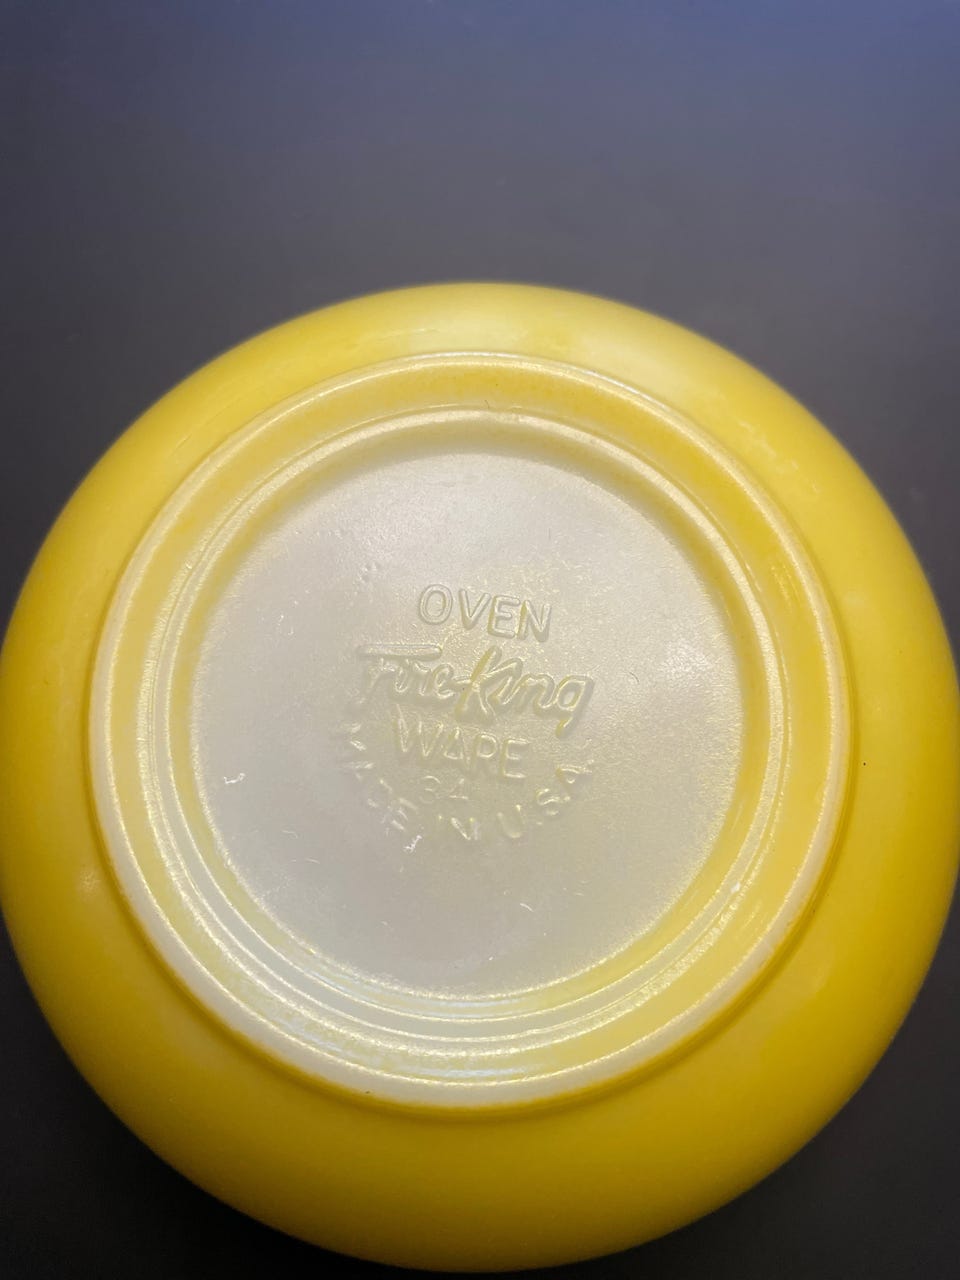 OVEN
Fire-King
WARE
34
MADE IN U.S.A.